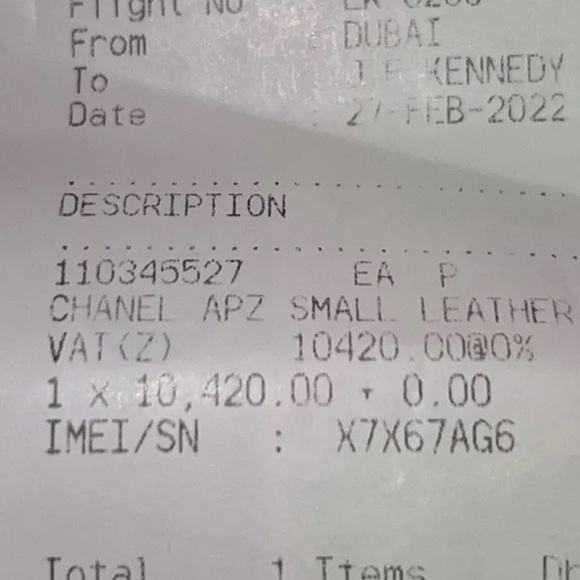 Flight No
From : DUBAI
To J F KENNEDY
Date : 27-FEB-2022
DESCRIPTION
110345527 EA P
CHANEL APZ SMALL LEATHER
VAT(Z) 10420.00@0%
1 x 10,420.00 + 0.00
IMEI/SN : X7X67AG6
Total 1 Items